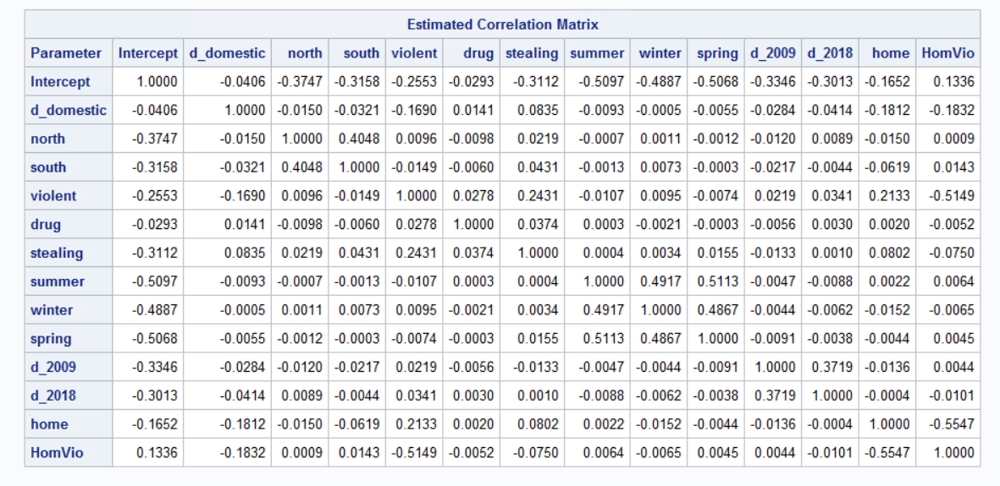 Estimated Correlation Matrix
Parameter Intercept d_domestic north south violent drug stealing summer winter spring d_2009 d_2018 home HomVio
Intercept 1.0000 -0.0406 -0.3747 -0.3158 -0.2553 -0.0293 -0.3112 -0.5097 -0.4887 -0.5068 -0.3346 -0.3013 -0.1652 0.1336
d_domestic -0.0406 1.0000 -0.0150 -0.0321 -0.1690 0.0141 0.0835 -0.0093 -0.0005 -0.0055 -0.0284 -0.0414 -0.1812 -0.1832
north -0.3747 -0.0150 1.0000 0.4048 0.0096 -0.0098 0.0219 -0.0007 0.0011 -0.0012 -0.0120 0.0089 -0.0150 0.0009
south -0.3158 -0.0321 0.4048 1.0000 -0.0149 -0.0060 0.0431 -0.0013 0.0073 -0.0003 -0.0217 -0.0044 -0.0619 0.0143
violent -0.2553 -0.1690 0.0096 -0.0149 1.0000 0.0278 0.2431 -0.0107 0.0095 -0.0074 0.0219 0.0341 0.2133 -0.5149
drug -0.0293 0.0141 -0.0098 -0.0060 0.0278 1.0000 0.0374 0.0003 -0.0021 -0.0003 -0.0056 0.0030 0.0020 -0.0052
stealing -0.3112 0.0835 0.0219 0.0431 0.2431 0.0374 1.0000 0.0004 0.0034 0.0155 -0.0133 0.0010 0.0802 -0.0750
summer -0.5097 -0.0093 -0.0007 -0.0013 -0.0107 0.0003 0.0004 1.0000 0.4917 0.5113 -0.0047 -0.0088 0.0022 0.0064
winter -0.4887 -0.0005 0.0011 0.0073 0.0095 -0.0021 0.0034 0.4917 1.0000 0.4867 -0.0044 -0.0062 -0.0152 -0.0065
spring -0.5068 -0.0055 -0.0012 -0.0003 -0.0074 -0.0003 0.0155 0.5113 0.4867 1.0000 -0.0091 -0.0038 -0.0044 0.0045
d_2009 -0.3346 -0.0284 -0.0120 -0.0217 0.0219 -0.0056 -0.0133 -0.0047 -0.0044 -0.0091 1.0000 0.3719 -0.0136 0.0044
d_2018 -0.3013 -0.0414 0.0089 -0.0044 0.0341 0.0030 0.0010 -0.0088 -0.0062 -0.0038 0.3719 1.0000 -0.0004 -0.0101
home -0.1652 -0.1812 -0.0150 -0.0619 0.2133 0.0020 0.0802 0.0022 -0.0152 -0.0044 -0.0136 -0.0004 1.0000 -0.5547
HomVio 0.1336 -0.1832 0.0009 0.0143 -0.5149 -0.0052 -0.0750 0.0064 -0.0065 0.0045 0.0044 -0.0101 -0.5547 1.0000